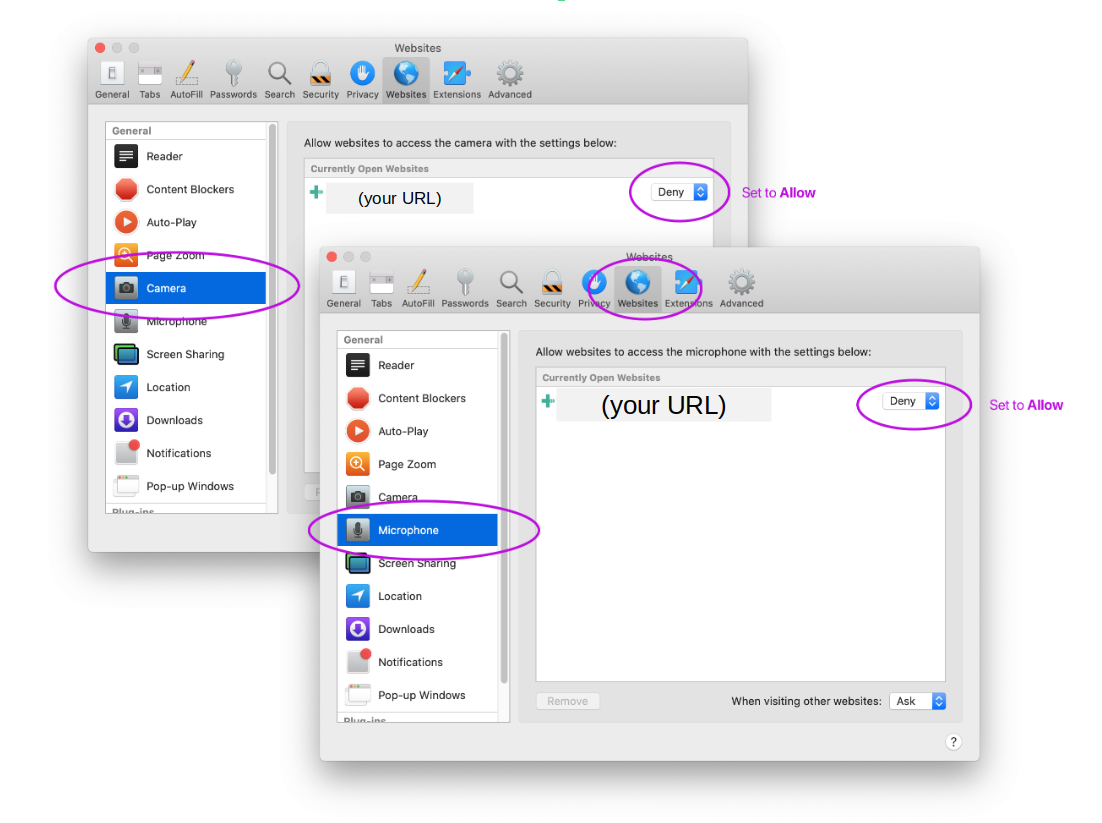 Websites
General Tabs AutoFill Passwords Search Security Privacy Websites Extensions Advanced
General
Reader
Content Blockers
Auto-Play
Page Zoom
Camera
Microphone
Screen Sharing
Location
Downloads
Notifications
Pop-up Windows
Plug-ins
Allow websites to access the camera with the settings below:
Currently Open Websites
(your URL)
Deny
Set to Allow
Websites
General Tabs AutoFill Passwords Search Security Privacy Websites Extensions Advanced
General
Reader
Content Blockers
Auto-Play
Page Zoom
Camera
Microphone
Screen Sharing
Location
Downloads
Notifications
Pop-up Windows
Plug-ins
Allow websites to access the microphone with the settings below:
Currently Open Websites
(your URL)
Deny
Set to Allow
Remove
When visiting other websites: Ask
?